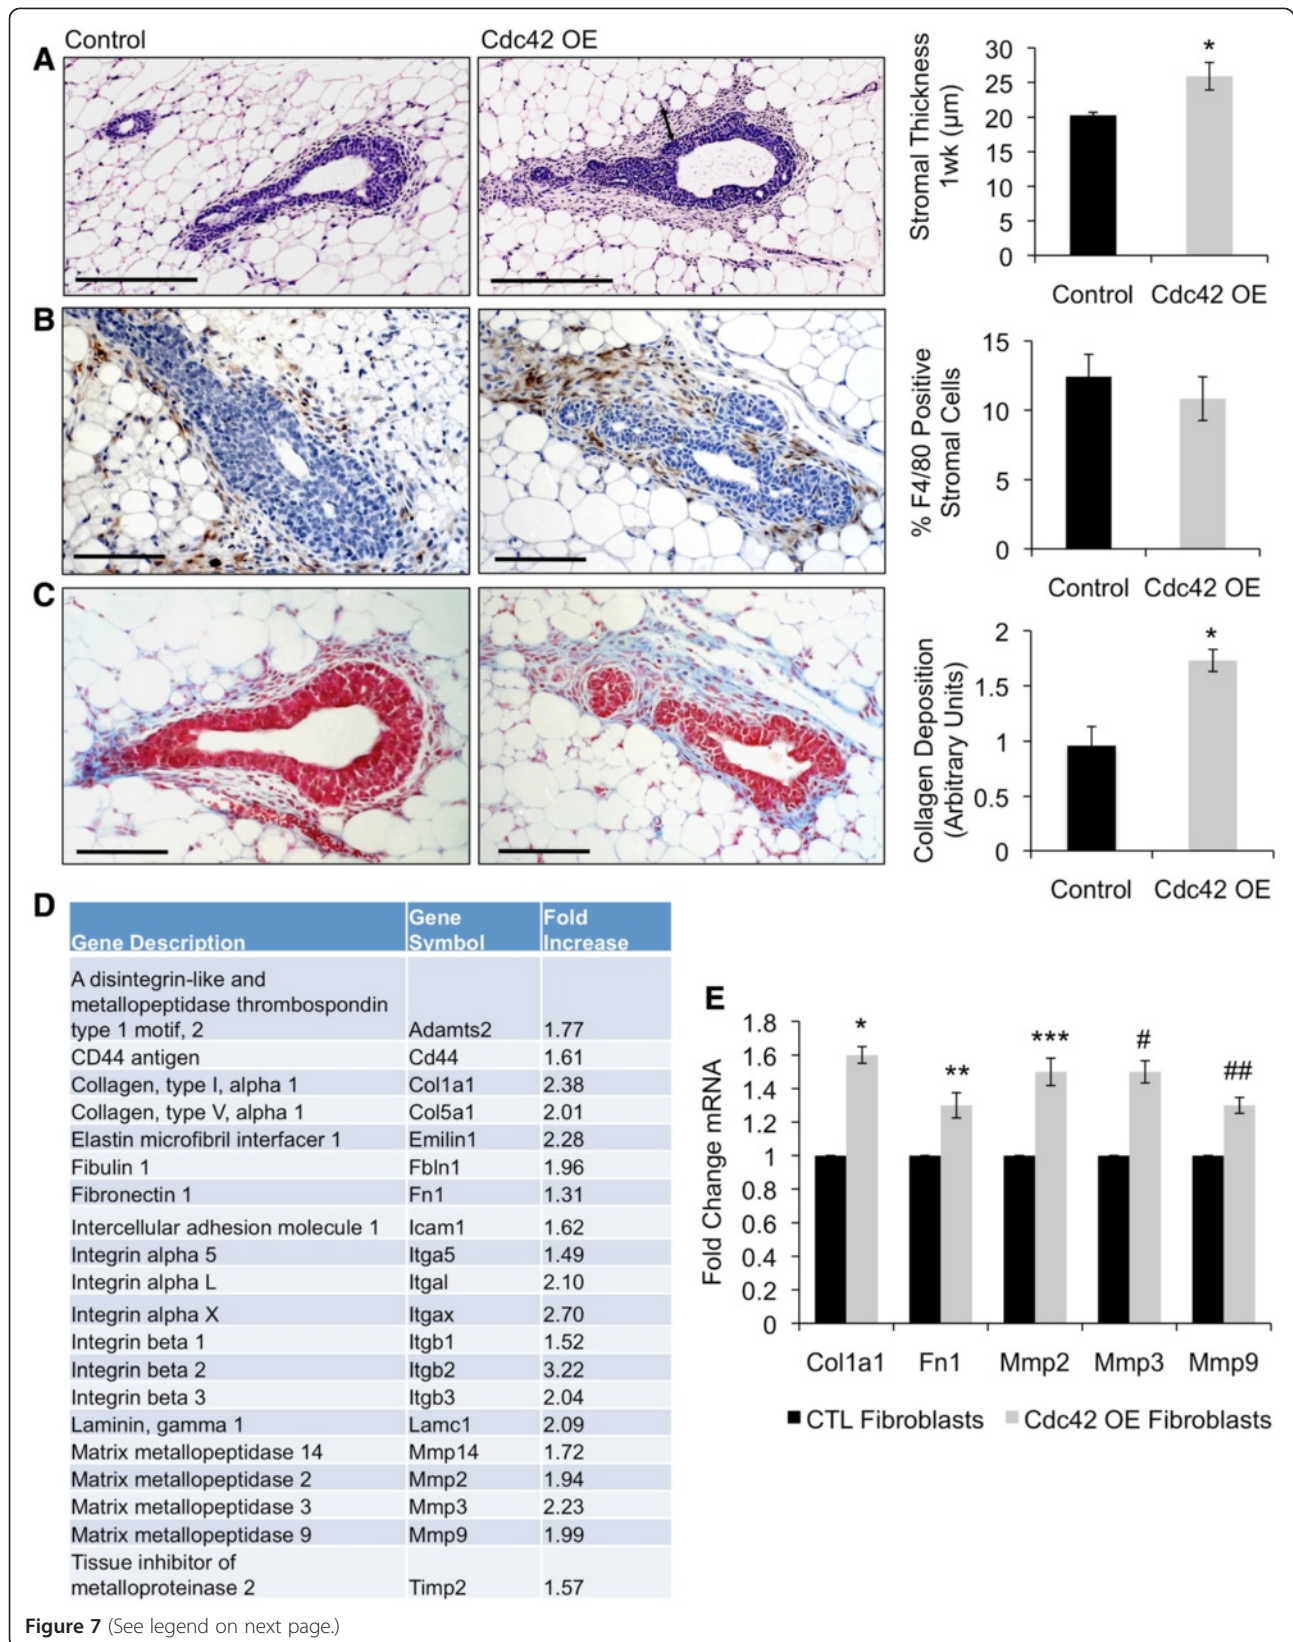 Control
Cdc42 OE
A
Stromal Thickness
1wk (µm)
30
25
20
15
10
5
0
*
Control Cdc42 OE
B
% F4/80 Positive
Stromal Cells
15
10
5
0
Control Cdc42 OE
C
Collagen Deposition
(Arbitrary Units)
2
1.5
1
0.5
0
*
Control Cdc42 OE
D
Gene Description Gene Symbol Fold Increase
A disintegrin-like and
metallopeptidase thrombospondin
type 1 motif, 2 Adamts2 1.77
CD44 antigen Cd44 1.61
Collagen, type I, alpha 1 Col1a1 2.38
Collagen, type V, alpha 1 Col5a1 2.01
Elastin microfibril interfacer 1 Emilin1 2.28
Fibulin 1 Fbln1 1.96
Fibronectin 1 Fn1 1.31
Intercellular adhesion molecule 1 Icam1 1.62
Integrin alpha 5 Itga5 1.49
Integrin alpha L Itgal 2.10
Integrin alpha X Itgax 2.70
Integrin beta 1 Itgb1 1.52
Integrin beta 2 Itgb2 3.22
Integrin beta 3 Itgb3 2.04
Laminin, gamma 1 Lamc1 2.09
Matrix metallopeptidase 14 Mmp14 1.72
Matrix metallopeptidase 2 Mmp2 1.94
Matrix metallopeptidase 3 Mmp3 2.23
Matrix metallopeptidase 9 Mmp9 1.99
Tissue inhibitor of
metalloproteinase 2 Timp2 1.57
E
Fold Change mRNA
1.8
1.6
1.4
1.2
1
0.8
0.6
0.4
0.2
0
* ** *** # ##
Col1a1 Fn1 Mmp2 Mmp3 Mmp9
CTL Fibroblasts Cdc42 OE Fibroblasts
Figure 7 (See legend on next page.)